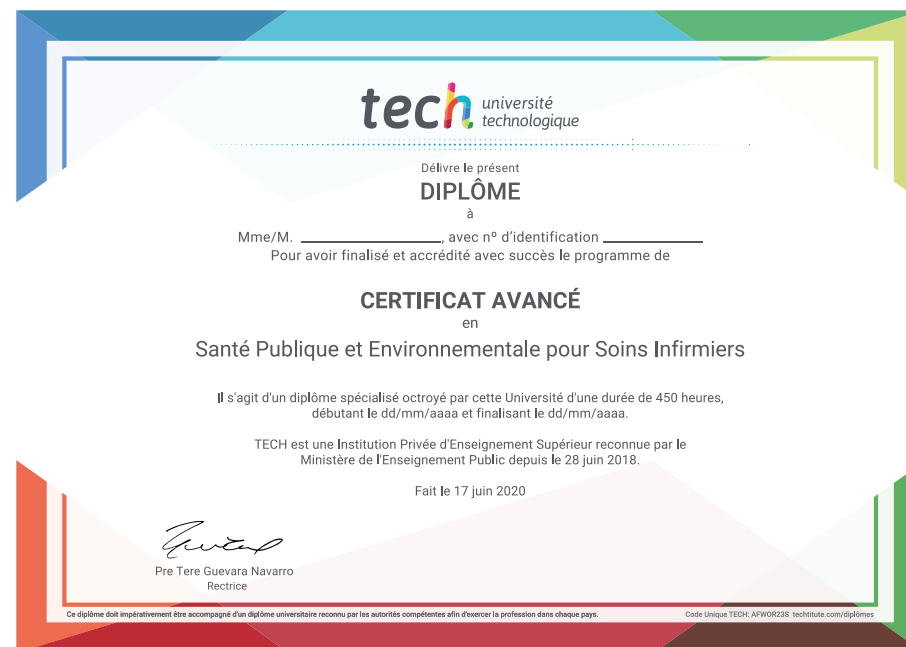 tech université
technologique
Délivre le présent
DIPLÔME
à
Mme/M. ____________________, avec nº d'identification ______________
Pour avoir finalisé et accrédité avec succès le programme de
CERTIFICAT AVANCÉ
en
Santé Publique et Environnementale pour Soins Infirmiers
Il s'agit d'un diplôme spécialisé octroyé par cette Université d'une durée de 450 heures,
débutant le dd/mm/aaaa et finalisant le dd/mm/aaaa.
TECH est une Institution Privée d'Enseignement Supérieur reconnue par le
Ministère de l'Enseignement Public depuis le 28 juin 2018.
Fait le 17 juin 2020
Pre Tere Guevara Navarro
Rectrice
Ce diplôme doit impérativement être accompagné d'un diplôme universitaire reconnu par les autorités compétentes afin d'exercer la profession dans chaque pays.
Code Unique TECH: AFWOR23S techtitute.com/diplômes